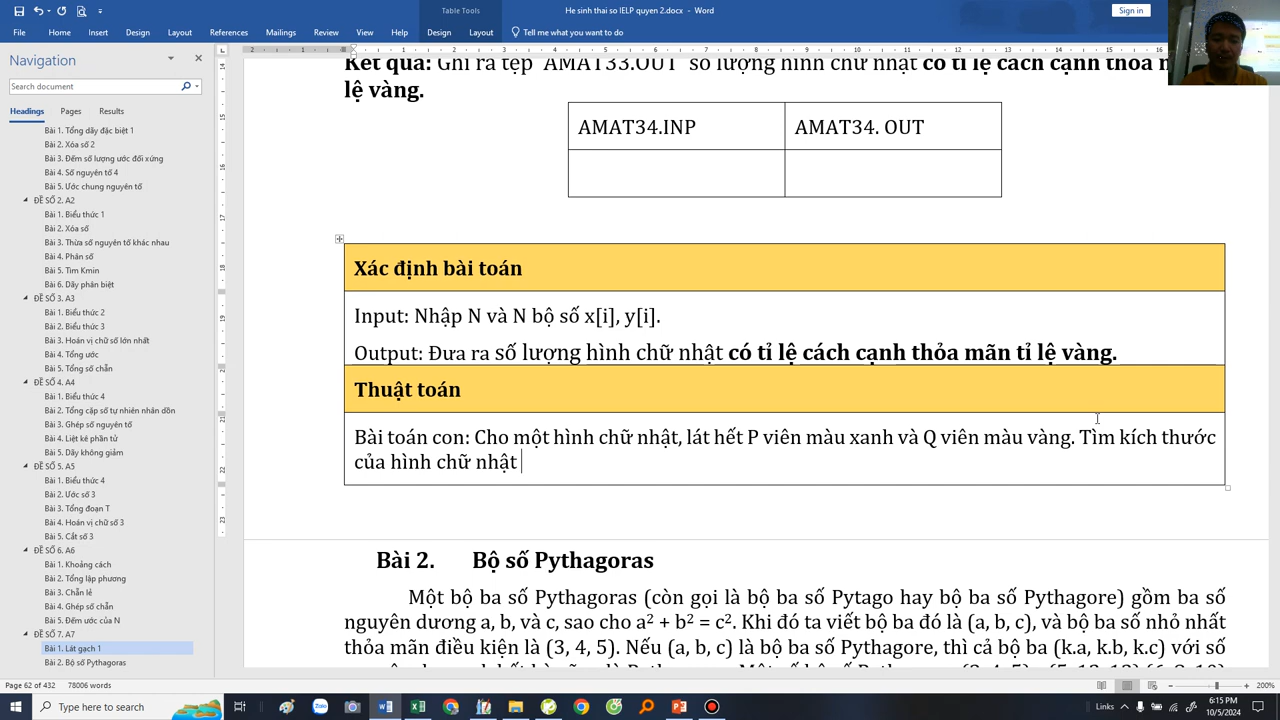 Table Tools
He sinh thai so IELP quyen 2.docx - Word
Sign in
File Home Insert Design Layout References Mailings Review View Help Design Layout Tell me what you want to do
Navigation
Search document
Headings Pages Results
Bài 1. Tổng dãy đặc biệt 1
Bài 2. Xóa số 2
Bài 3. Đếm số lượng ước đối xứng
Bài 4. Số nguyên tố 4
Bài 5. Ước chung nguyên tố
ĐỀ SỐ 2. A2
Bài 1. Biểu thức 1
Bài 2. Xóa số
Bài 3. Thừa số nguyên tố khác nhau
Bài 4. Phân số
Bài 5. Tìm Kmin
Bài 6. Dãy phân biệt
ĐỀ SỐ 3. A3
Bài 1. Biểu thức 2
Bài 2. Biểu thức 3
Bài 3. Hoán vị chữ số lớn nhất
Bài 4. Tổng ước
Bài 5. Tổng số chẵn
ĐỀ SỐ 4. A4
Bài 1. Biểu thức 4
Bài 2. Tổng cặp số tự nhiên nhân dồn
Bài 3. Ghép số nguyên tố
Bài 4. Liệt kê phần tử
Bài 5. Dãy không giảm
ĐỀ SỐ 5. A5
Bài 1. Biểu thức 4
Bài 2. Ước số 3
Bài 3. Tổng đoạn T
Bài 4. Hoán vị chữ số 3
Bài 5. Cắt số 3
ĐỀ SỐ 6. A6
Bài 1. Khoảng cách
Bài 2. Tổng lập phương
Bài 3. Chẵn lẻ
Bài 4. Ghép số chẵn
Bài 5. Đếm ước của N
ĐỀ SỐ 7. A7
Bài 1. Lát gạch 1
Bài 2. Bộ số Pythagoras
Kết quả: Ghi ra tệp AMAT33.OUT số lượng hình chữ nhật có tỉ lệ cách cạnh thỏa
lệ vàng.
AMAT34.INP AMAT34. OUT
Xác định bài toán
Input: Nhập N và N bộ số x[i], y[i].
Output: Đưa ra số lượng hình chữ nhật có tỉ lệ cách cạnh thỏa mãn tỉ lệ vàng.
Thuật toán
Bài toán con: Cho một hình chữ nhật, lát hết P viên màu xanh và Q viên màu vàng. Tìm kích thước
của hình chữ nhật
Bài 2. Bộ số Pythagoras
Một bộ ba số Pythagoras (còn gọi là bộ ba số Pytago hay bộ ba số Pythagore) gồm ba số
nguyên dương a, b, và c, sao cho a² + b² = c². Khi đó ta viết bộ ba đó là (a, b, c), và bộ ba số nhỏ nhất
thỏa mãn điều kiện là (3, 4, 5). Nếu (a, b, c) là bộ ba số Pythagore, thì cả bộ ba (k.a, k.b, k.c) với số
Page 62 of 432 78006 words
200%
Type here to search
6:15 PM